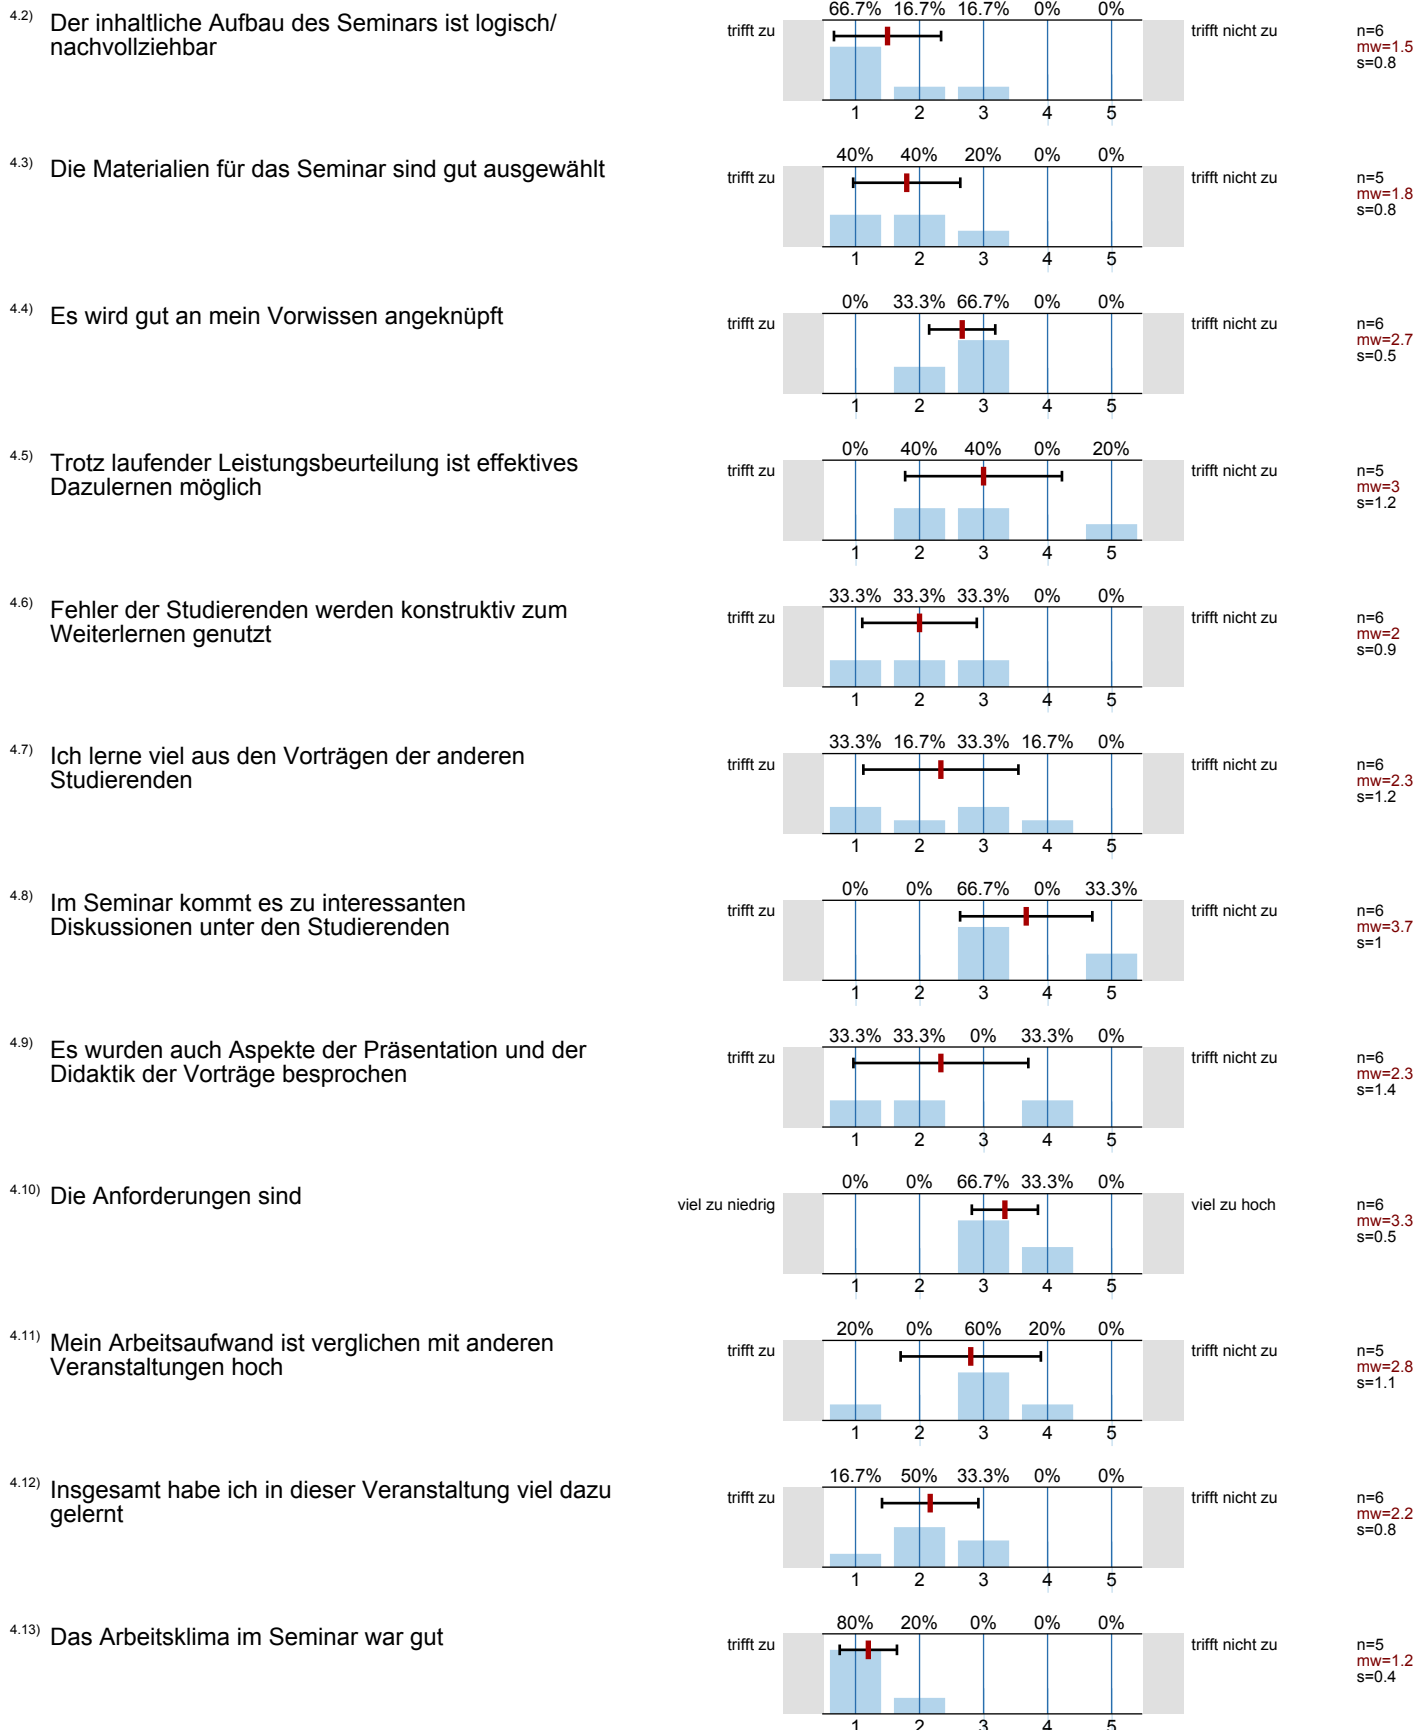 4.2) Der inhaltliche Aufbau des Seminars ist logisch/
nachvollziehbar
66.7% 16.7% 16.7% 0% 0%
trifft zu trifft nicht zu
n=6
mw=1.5
s=0.8
1 2 3 4 5
4.3) Die Materialien für das Seminar sind gut ausgewählt
40% 40% 20% 0% 0%
trifft zu trifft nicht zu
n=5
mw=1.8
s=0.8
1 2 3 4 5
4.4) Es wird gut an mein Vorwissen angeknüpft
0% 33.3% 66.7% 0% 0%
trifft zu trifft nicht zu
n=6
mw=2.7
s=0.5
1 2 3 4 5
4.5) Trotz laufender Leistungsbeurteilung ist effektives
Dazulernen möglich
0% 40% 40% 0% 20%
trifft zu trifft nicht zu
n=5
mw=3
s=1.2
1 2 3 4 5
4.6) Fehler der Studierenden werden konstruktiv zum
Weiterlernen genutzt
33.3% 33.3% 33.3% 0% 0%
trifft zu trifft nicht zu
n=6
mw=2
s=0.9
1 2 3 4 5
4.7) Ich lerne viel aus den Vorträgen der anderen
Studierenden
33.3% 16.7% 33.3% 16.7% 0%
trifft zu trifft nicht zu
n=6
mw=2.3
s=1.2
1 2 3 4 5
4.8) Im Seminar kommt es zu interessanten
Diskussionen unter den Studierenden
0% 0% 66.7% 0% 33.3%
trifft zu trifft nicht zu
n=6
mw=3.7
s=1
1 2 3 4 5
4.9) Es wurden auch Aspekte der Präsentation und der
Didaktik der Vorträge besprochen
33.3% 33.3% 0% 33.3% 0%
trifft zu trifft nicht zu
n=6
mw=2.3
s=1.4
1 2 3 4 5
4.10) Die Anforderungen sind
0% 0% 66.7% 33.3% 0%
viel zu niedrig viel zu hoch
n=6
mw=3.3
s=0.5
1 2 3 4 5
4.11) Mein Arbeitsaufwand ist verglichen mit anderen
Veranstaltungen hoch
20% 0% 60% 20% 0%
trifft zu trifft nicht zu
n=5
mw=2.8
s=1.1
1 2 3 4 5
4.12) Insgesamt habe ich in dieser Veranstaltung viel dazu
gelernt
16.7% 50% 33.3% 0% 0%
trifft zu trifft nicht zu
n=6
mw=2.2
s=0.8
1 2 3 4 5
4.13) Das Arbeitsklima im Seminar war gut
80% 20% 0% 0% 0%
trifft zu trifft nicht zu
n=5
mw=1.2
s=0.4
1 2 3 4 5